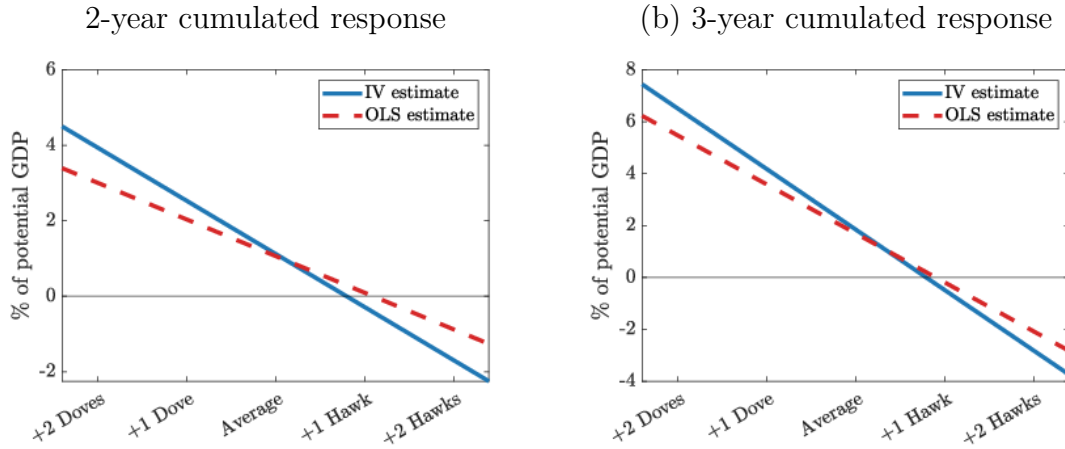 2-year cumulated response
(b) 3-year cumulated response
6
4
2
0
-2
% of potential GDP
IV estimate
OLS estimate
+2 Doves
+1 Dove
Average
+1 Hawk
+2 Hawks
8
6
4
2
0
-2
-4
% of potential GDP
IV estimate
OLS estimate
+2 Doves
+1 Dove
Average
+1 Hawk
+2 Hawks